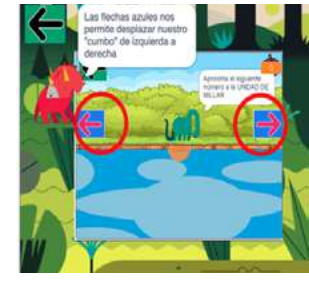 Las flechas azules nos
permite desplazar nuestro
"cumbo" de izquierda a
derecha
Aproxima el siguiente
número a la UNIDAD DE
MILLAR